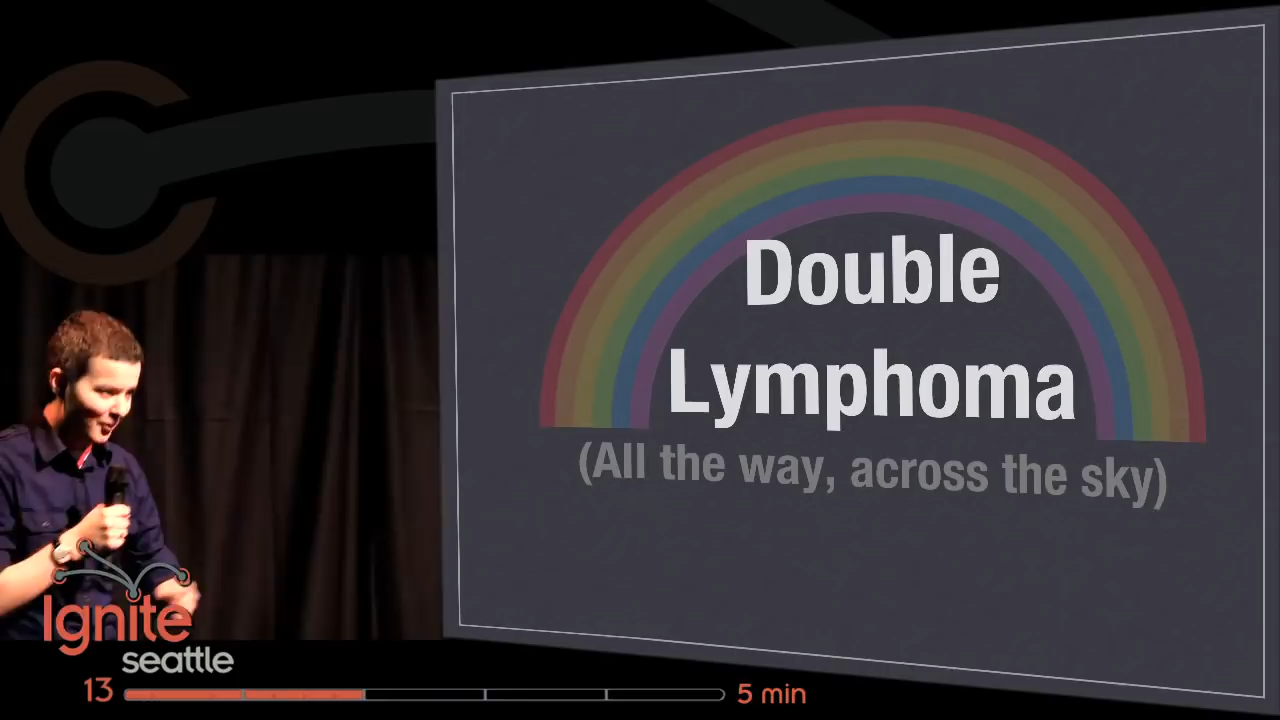 Double
Lymphoma
(All the way, across the sky)
Ignite
seattle
13
5 min